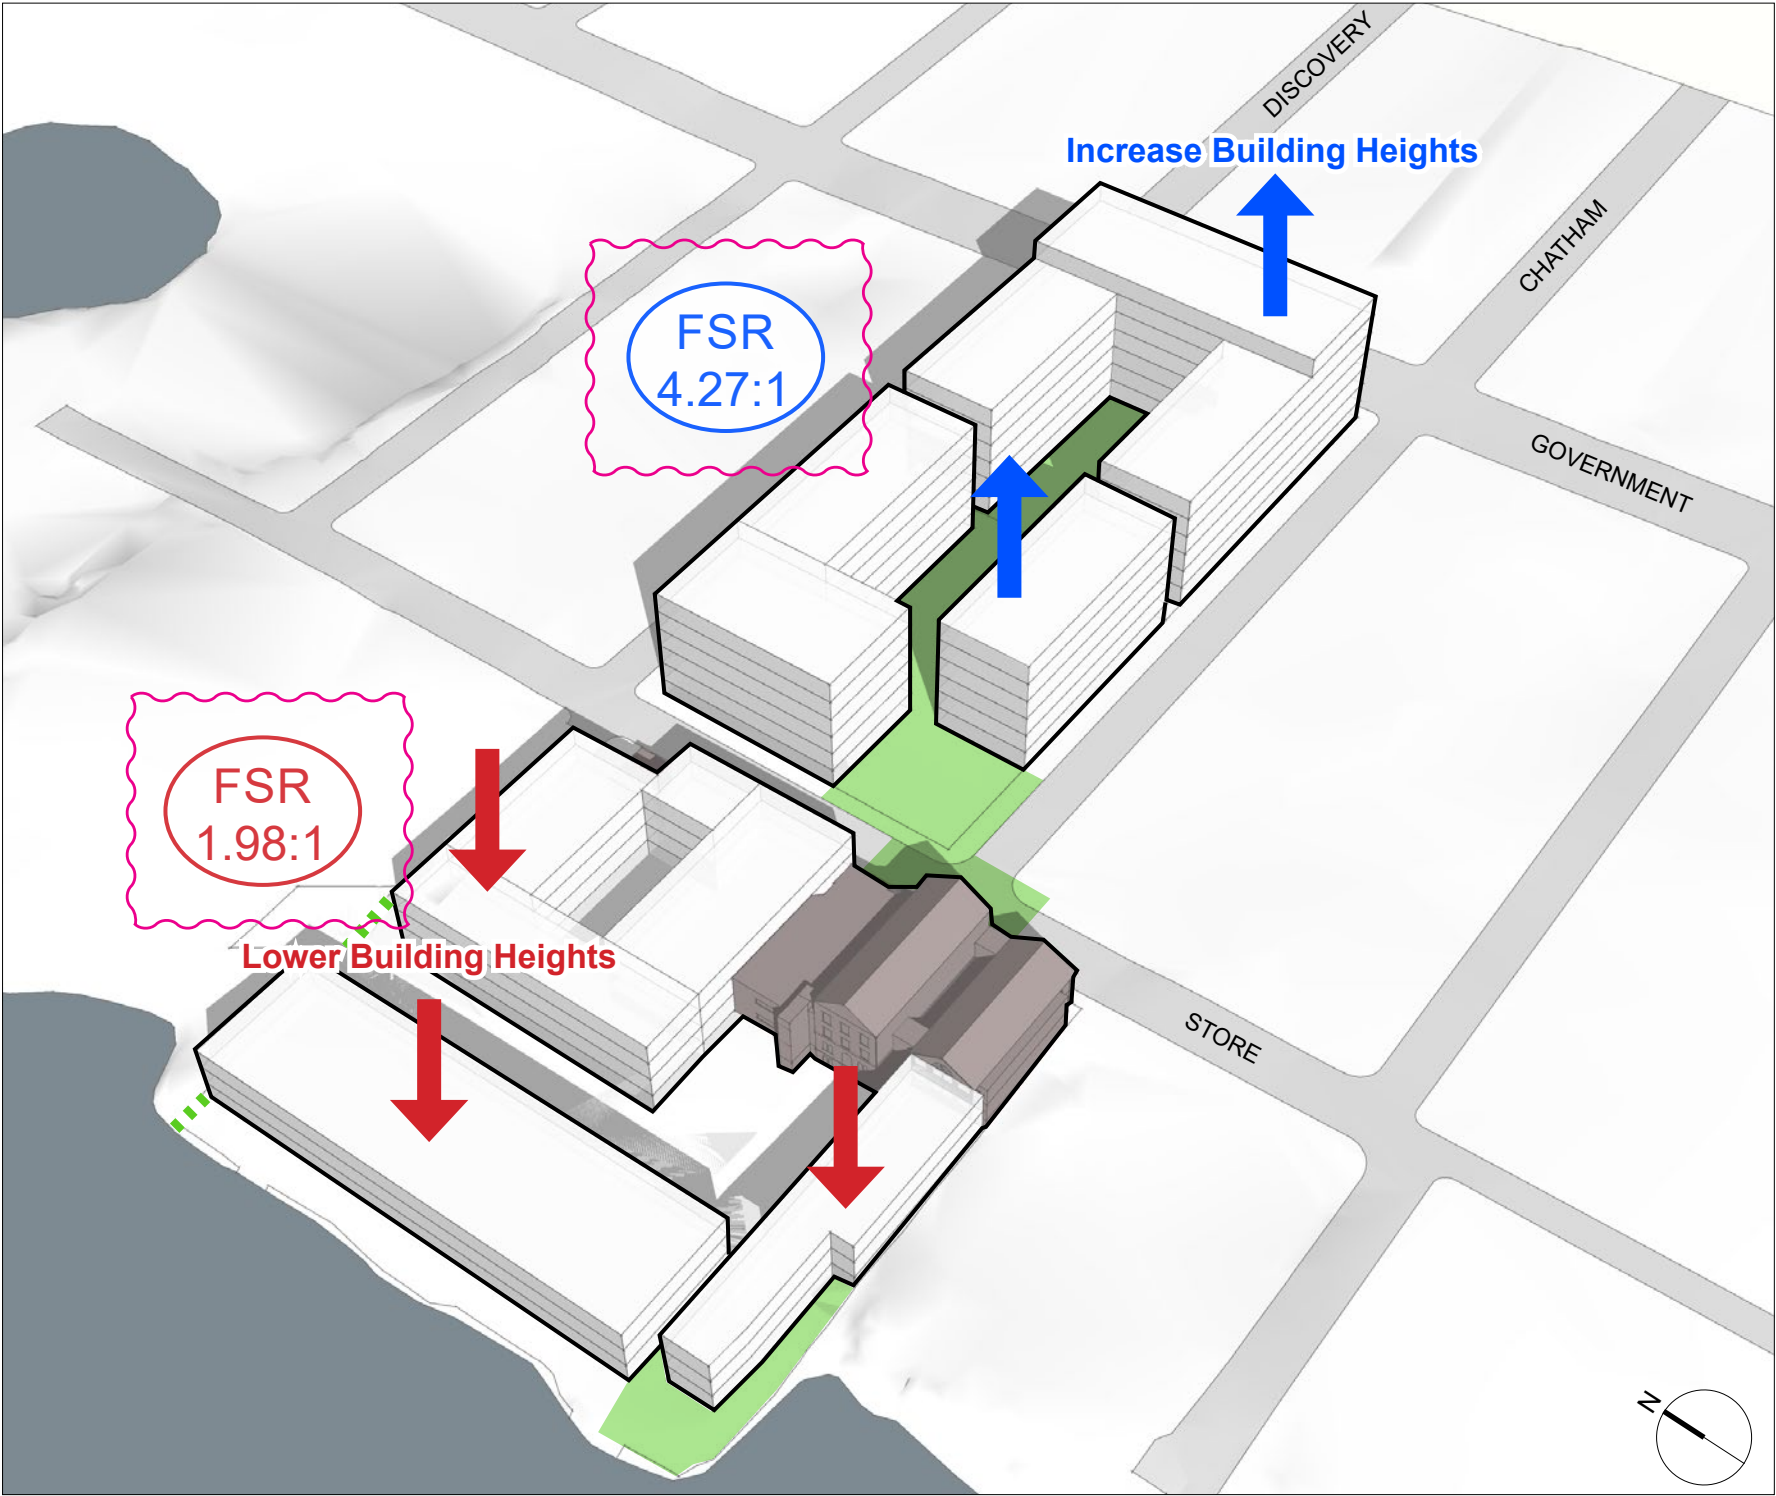 DISCOVERY
Increase Building Heights
CHATHAM
FSR
4.27:1
GOVERNMENT
FSR
1.98:1
Lower Building Heights
STORE
N